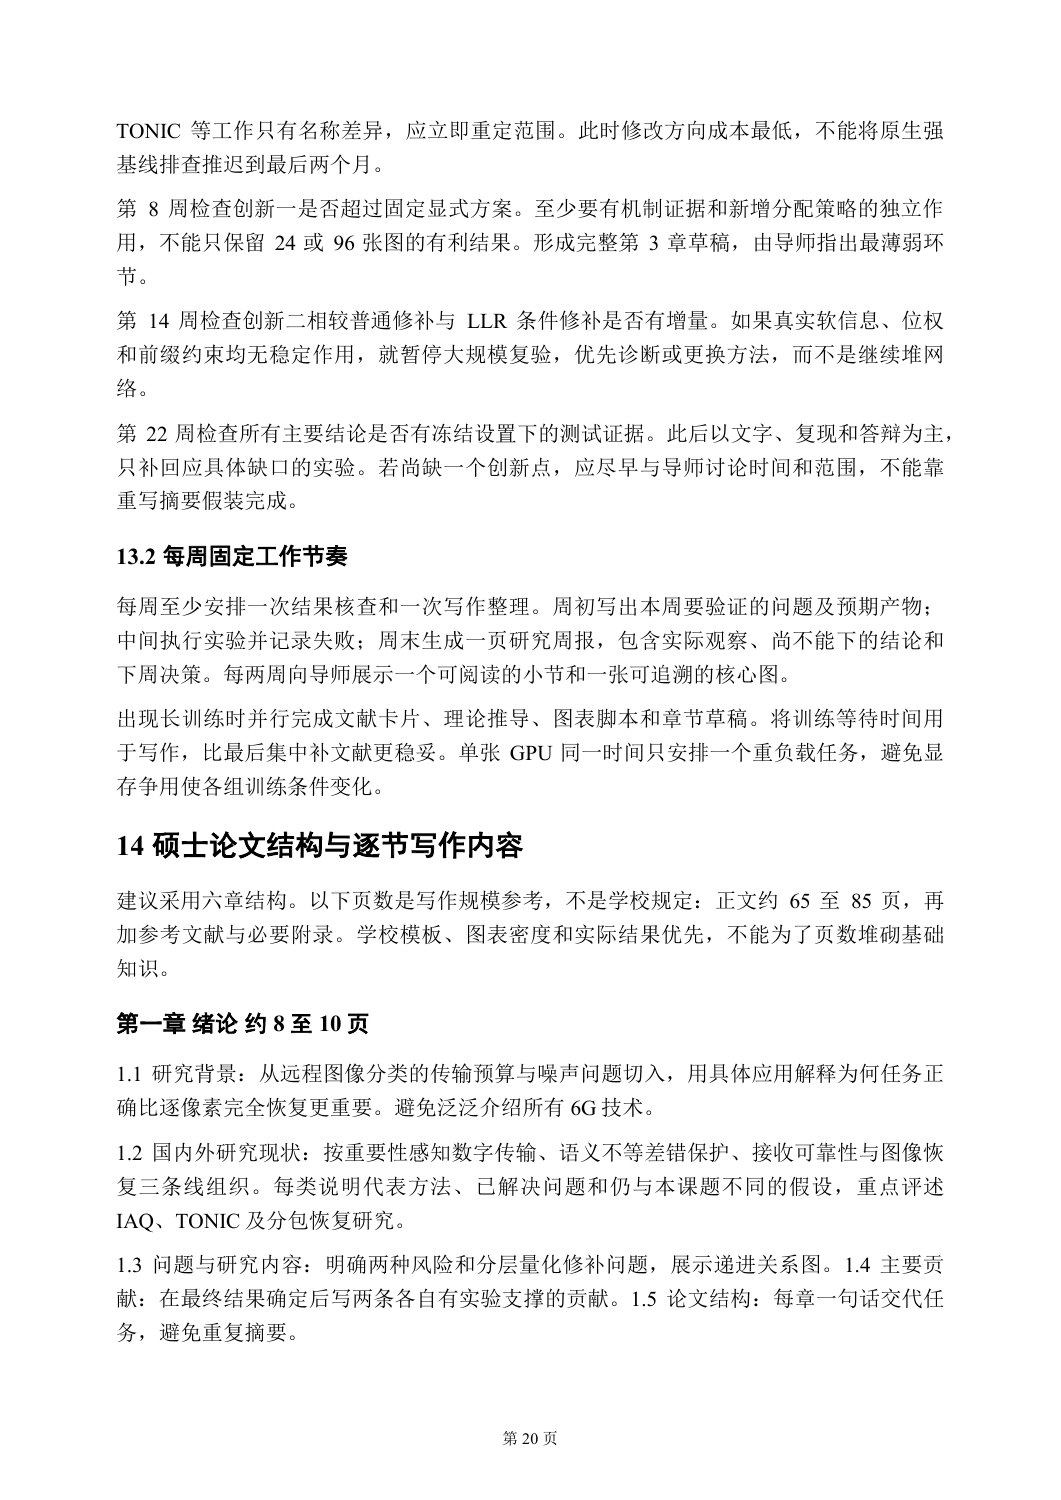 TONIC 等工作只有名称差异，应立即重定范围。此时修改方向成本最低，不能将原生强
基线排查推迟到最后两个月。
第 8 周检查创新一是否超过固定显式方案。至少要有机制证据和新增分配策略的独立作
用，不能只保留 24 或 96 张图的有利结果。形成完整第 3 章草稿，由导师指出最薄弱环
节。
第 14 周检查创新二相较普通修补与 LLR 条件修补是否有增量。如果真实软信息、位权
和前缀约束均无稳定作用，就暂停大规模复验，优先诊断或更换方法，而不是继续堆网
络。
第 22 周检查所有主要结论是否有冻结设置下的测试证据。此后以文字、复现和答辩为主，
只补回应具体缺口的实验。若尚缺一个创新点，应尽早与导师讨论时间和范围，不能靠
重写摘要假装完成。
13.2 每周固定工作节奏
每周至少安排一次结果核查和一次写作整理。周初写出本周要验证的问题及预期产物；
中间执行实验并记录失败；周末生成一页研究周报，包含实际观察、尚不能下的结论和
下周决策。每两周向导师展示一个可阅读的小节和一张可追溯的核心图。
出现长训练时并行完成文献卡片、理论推导、图表脚本和章节草稿。将训练等待时间用
于写作，比最后集中补文献更稳妥。单张 GPU 同一时间只安排一个重负载任务，避免显
存争用使各组训练条件变化。
14 硕士论文结构与逐节写作内容
建议采用六章结构。以下页数是写作规模参考，不是学校规定：正文约 65 至 85 页，再
加参考文献与必要附录。学校模板、图表密度和实际结果优先，不能为了页数堆砌基础
知识。
第一章 绪论 约 8 至 10 页
1.1 研究背景：从远程图像分类的传输预算与噪声问题切入，用具体应用解释为何任务正
确比逐像素完全恢复更重要。避免泛泛介绍所有 6G 技术。
1.2 国内外研究现状：按重要性感知数字传输、语义不等差错保护、接收可靠性与图像恢
复三条线组织。每类说明代表方法、已解决问题和仍与本课题不同的假设，重点评述
IAQ、TONIC 及分包恢复研究。
1.3 问题与研究内容：明确两种风险和分层量化修补问题，展示递进关系图。1.4 主要贡
献：在最终结果确定后写两条各自有实验支撑的贡献。1.5 论文结构：每章一句话交代任
务，避免重复摘要。
第 20 页